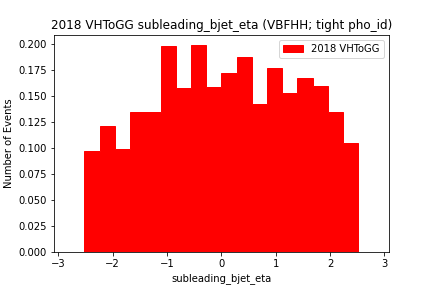 2018 VHToGG subleading_bjet_eta (VBFHH; tight pho_id)
2018 VHToGG
Number of Events
0.200
0.175
0.150
0.125
0.100
0.075
0.050
0.025
0.000
−3 −2 −1 0 1 2 3
subleading_bjet_eta